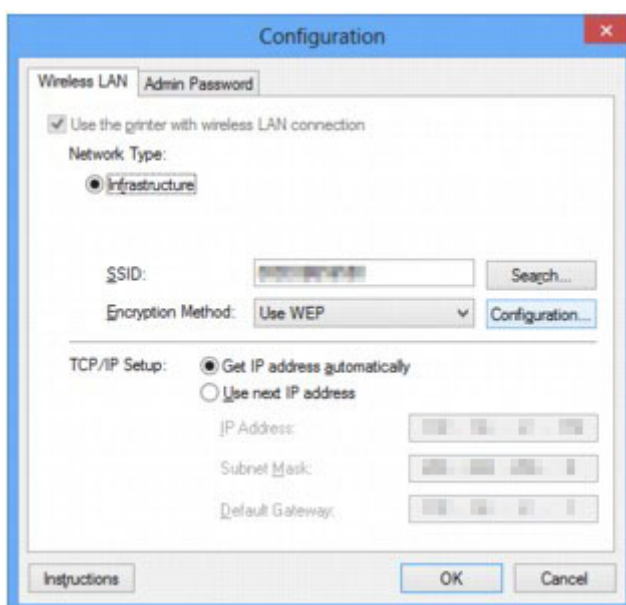 Configuration
Wireless LAN Admin Password
Use the printer with wireless LAN connection
Network Type:
Infrastructure
SSID: Search...
Encryption Method: Use WEP Configuration...
TCP/IP Setup: Get IP address automatically
Use next IP address
IP Address:
Subnet Mask:
Default Gateway:
Instructions OK Cancel